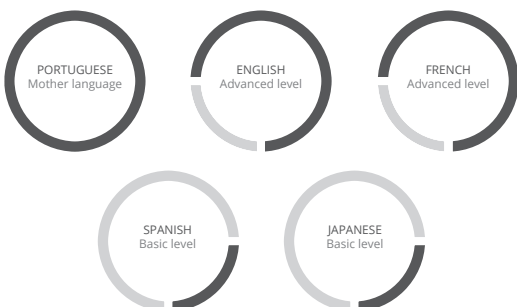 PORTUGUESE
Mother language
ENGLISH
Advanced level
FRENCH
Advanced level
SPANISH
Basic level
JAPANESE
Basic level